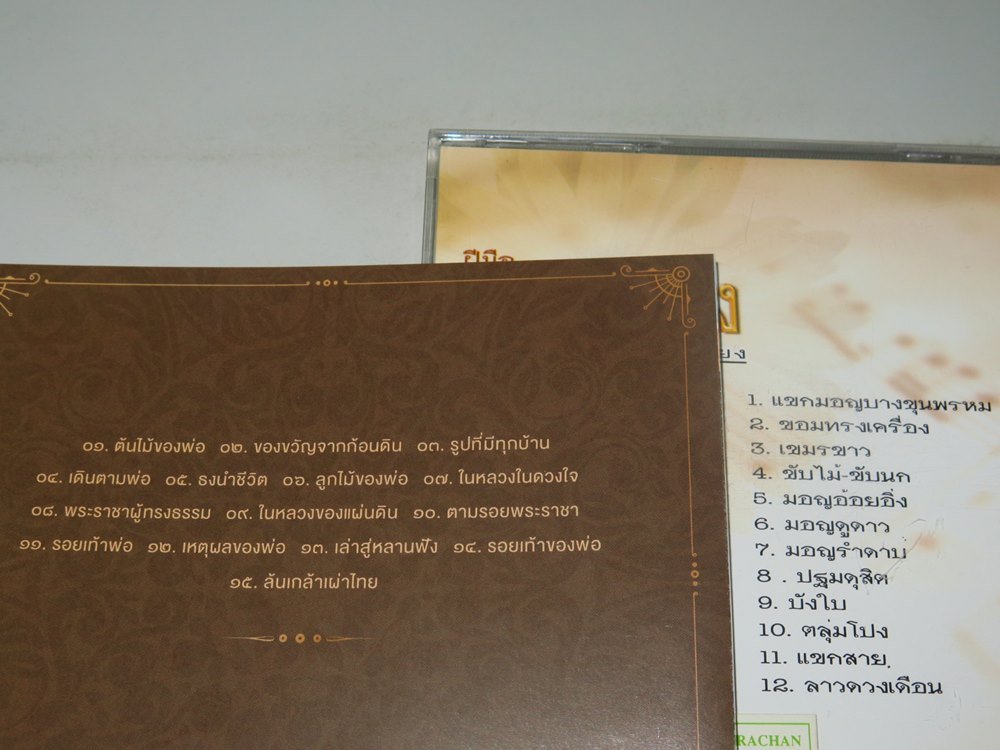 ๐๑. ต้นไม้ของพ่อ ๐๒. ของขวัญจากก้อนดิน ๐๓. รูปที่มีทุกบ้าน
๐๔. เดินตามพ่อ ๐๕. ธงนำชีวิต ๐๖. ลูกไม้ของพ่อ ๐๗. ในหลวงในดวงใจ
๐๘. พระราชาผู้ทรงธรรม ๐๙. ในหลวงของแผ่นดิน ๑๐. ตามรอยพระราชา
๑๑. รอยเท้าพ่อ ๑๒. เหตุผลของพ่อ ๑๓. เล่าสู่หลานฟัง ๑๔. รอยเท้าของพ่อ
๑๕. ล้นเกล้าเผ่าไทย
ฝีมือ
1. แขกมอญบางขุนพรหม
2. ขอมทรงเครื่อง
3. เขมรขาว
4. ขับไม้-ขับนก
5. มอญอ้อยอิ่ง
6. มอญดูดาว
7. มอญรำดาบ
8 . ปฐมดุสิต
9. บังใบ
10. ตลุ่มโปง
11. แขกสาย
12. ลาวดวงเดือน
RACHAN